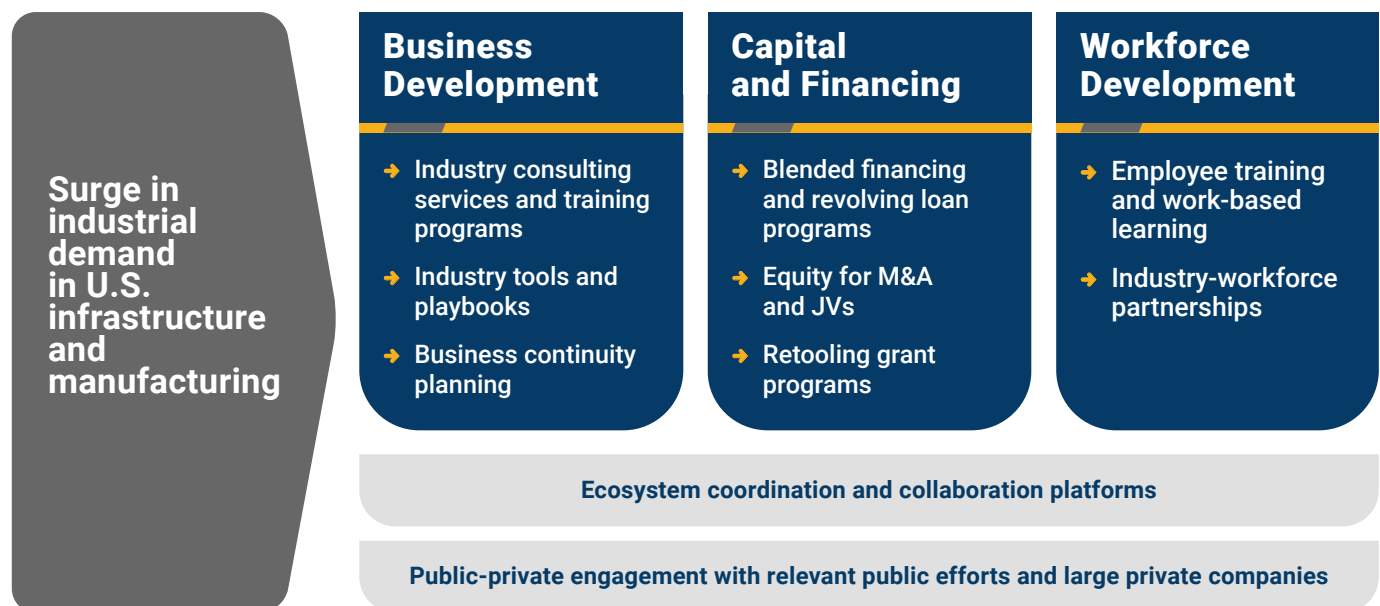 Surge in
industrial
demand
in U.S.
infrastructure
and
manufacturing
Business
Development
Industry consulting
services and training
programs
Industry tools and
playbooks
Business continuity
planning
Capital
and Financing
Blended financing
and revolving loan
programs
Equity for M&A
and JVs
Retooling grant
programs
Workforce
Development
Employee training
and work-based
learning
Industry-workforce
partnerships
Ecosystem coordination and collaboration platforms
Public-private engagement with relevant public efforts and large private companies